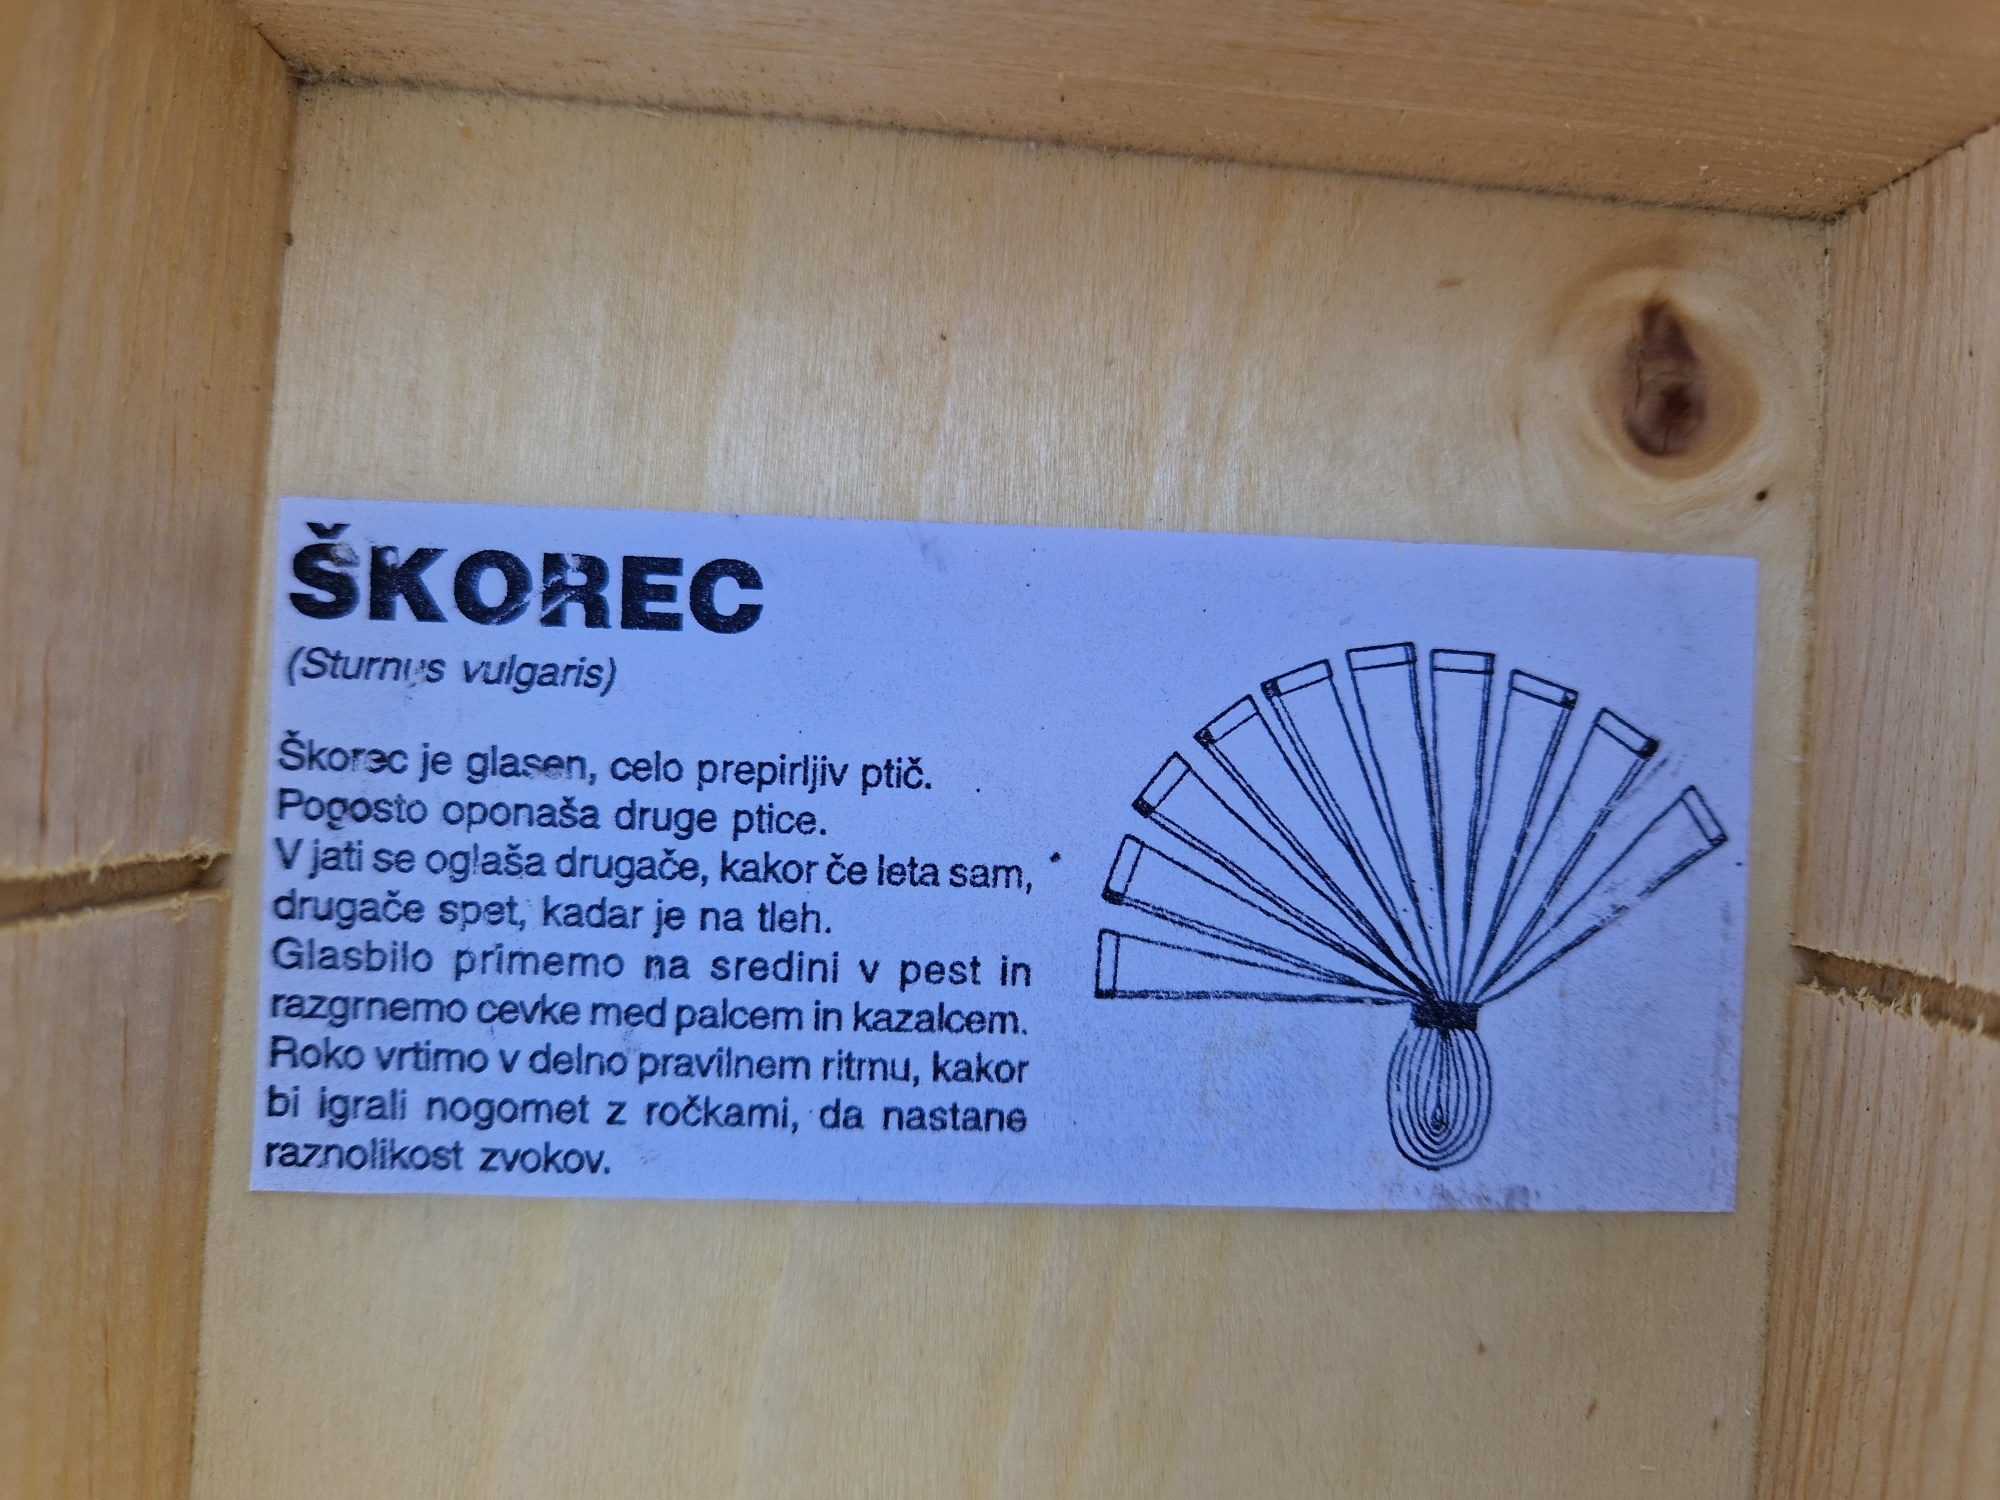 ŠKOREC
(Sturnus vulgaris)
Škorec je glasen, celo prepirljiv ptič.
Pogosto oponaša druge ptice.
V jati se oglaša drugače, kakor če leta sam,
drugače spet, kadar je na tleh.
Glasbilo primemo na sredini v pest in
razgrnemo cevke med palcem in kazalcem.
Roko vrtimo v delno pravilnem ritmu, kakor
bi igrali nogomet z ročkami, da nastane
raznolikost zvokov.